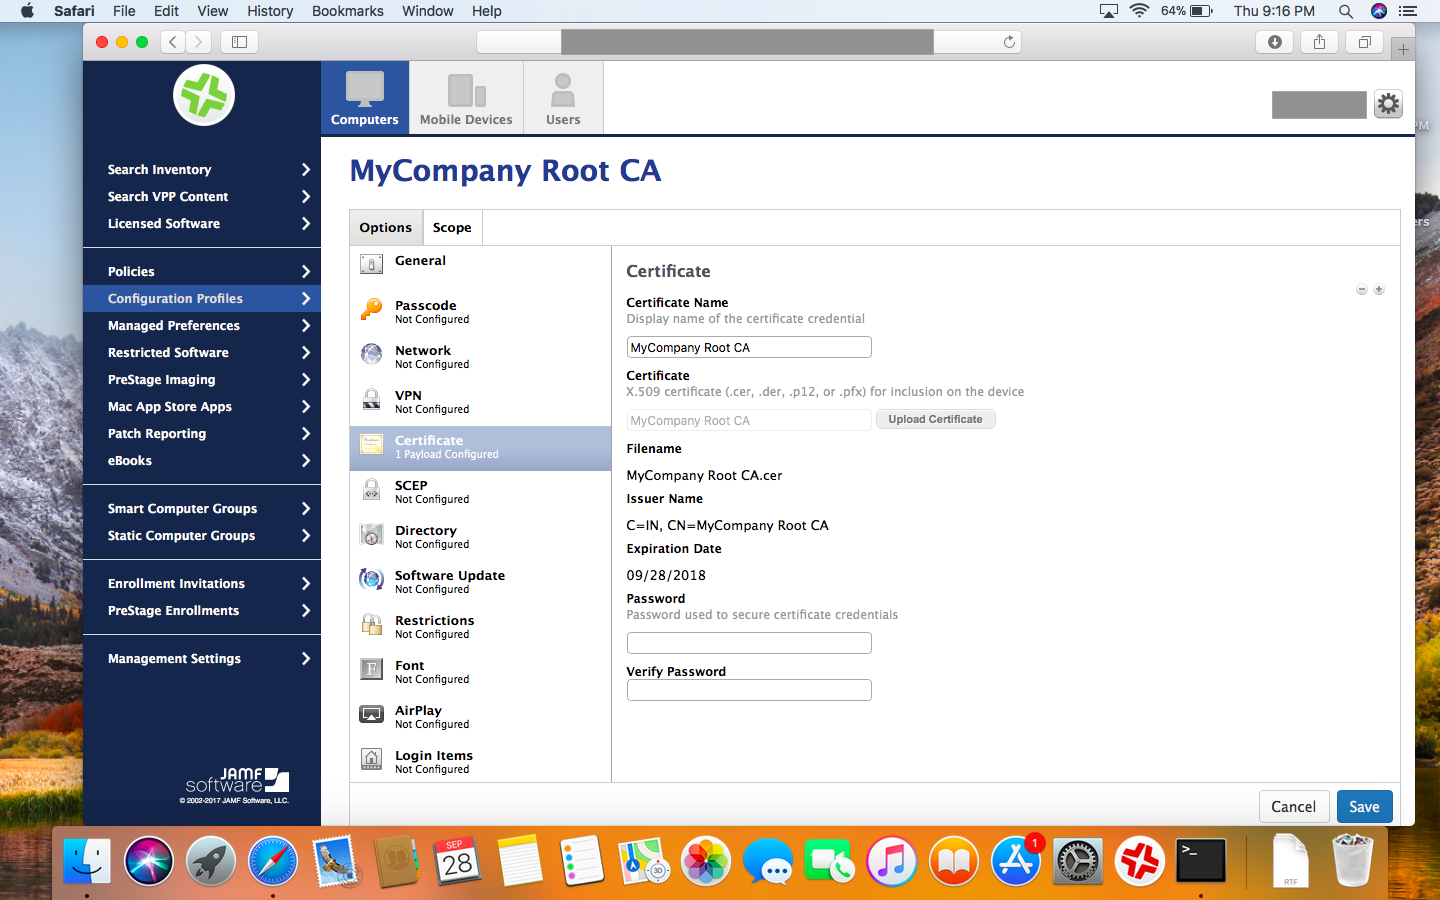 Safari File Edit View History Bookmarks Window Help
64% Thu 9:16 PM
Computers
Mobile Devices
Users
PM
ers
Search Inventory
Search VPP Content
Licensed Software
Policies
Configuration Profiles
Managed Preferences
Restricted Software
PreStage Imaging
Mac App Store Apps
Patch Reporting
eBooks
Smart Computer Groups
Static Computer Groups
Enrollment Invitations
PreStage Enrollments
Management Settings
JAMF
software
© 2002-2017 JAMF Software, LLC.
MyCompany Root CA
Options
Scope
General
Passcode
Not Configured
Network
Not Configured
VPN
Not Configured
Certificate
1 Payload Configured
SCEP
Not Configured
Directory
Not Configured
Software Update
Not Configured
Restrictions
Not Configured
Font
Not Configured
AirPlay
Not Configured
Login Items
Not Configured
Certificate
Certificate Name
Display name of the certificate credential
MyCompany Root CA
Certificate
X.509 certificate (.cer, .der, .p12, or .pfx) for inclusion on the device
MyCompany Root CA
Upload Certificate
Filename
MyCompany Root CA.cer
Issuer Name
C=IN, CN=MyCompany Root CA
Expiration Date
09/28/2018
Password
Password used to secure certificate credentials
Verify Password
Cancel
Save
SEP
28
3D
1
>_
RTF